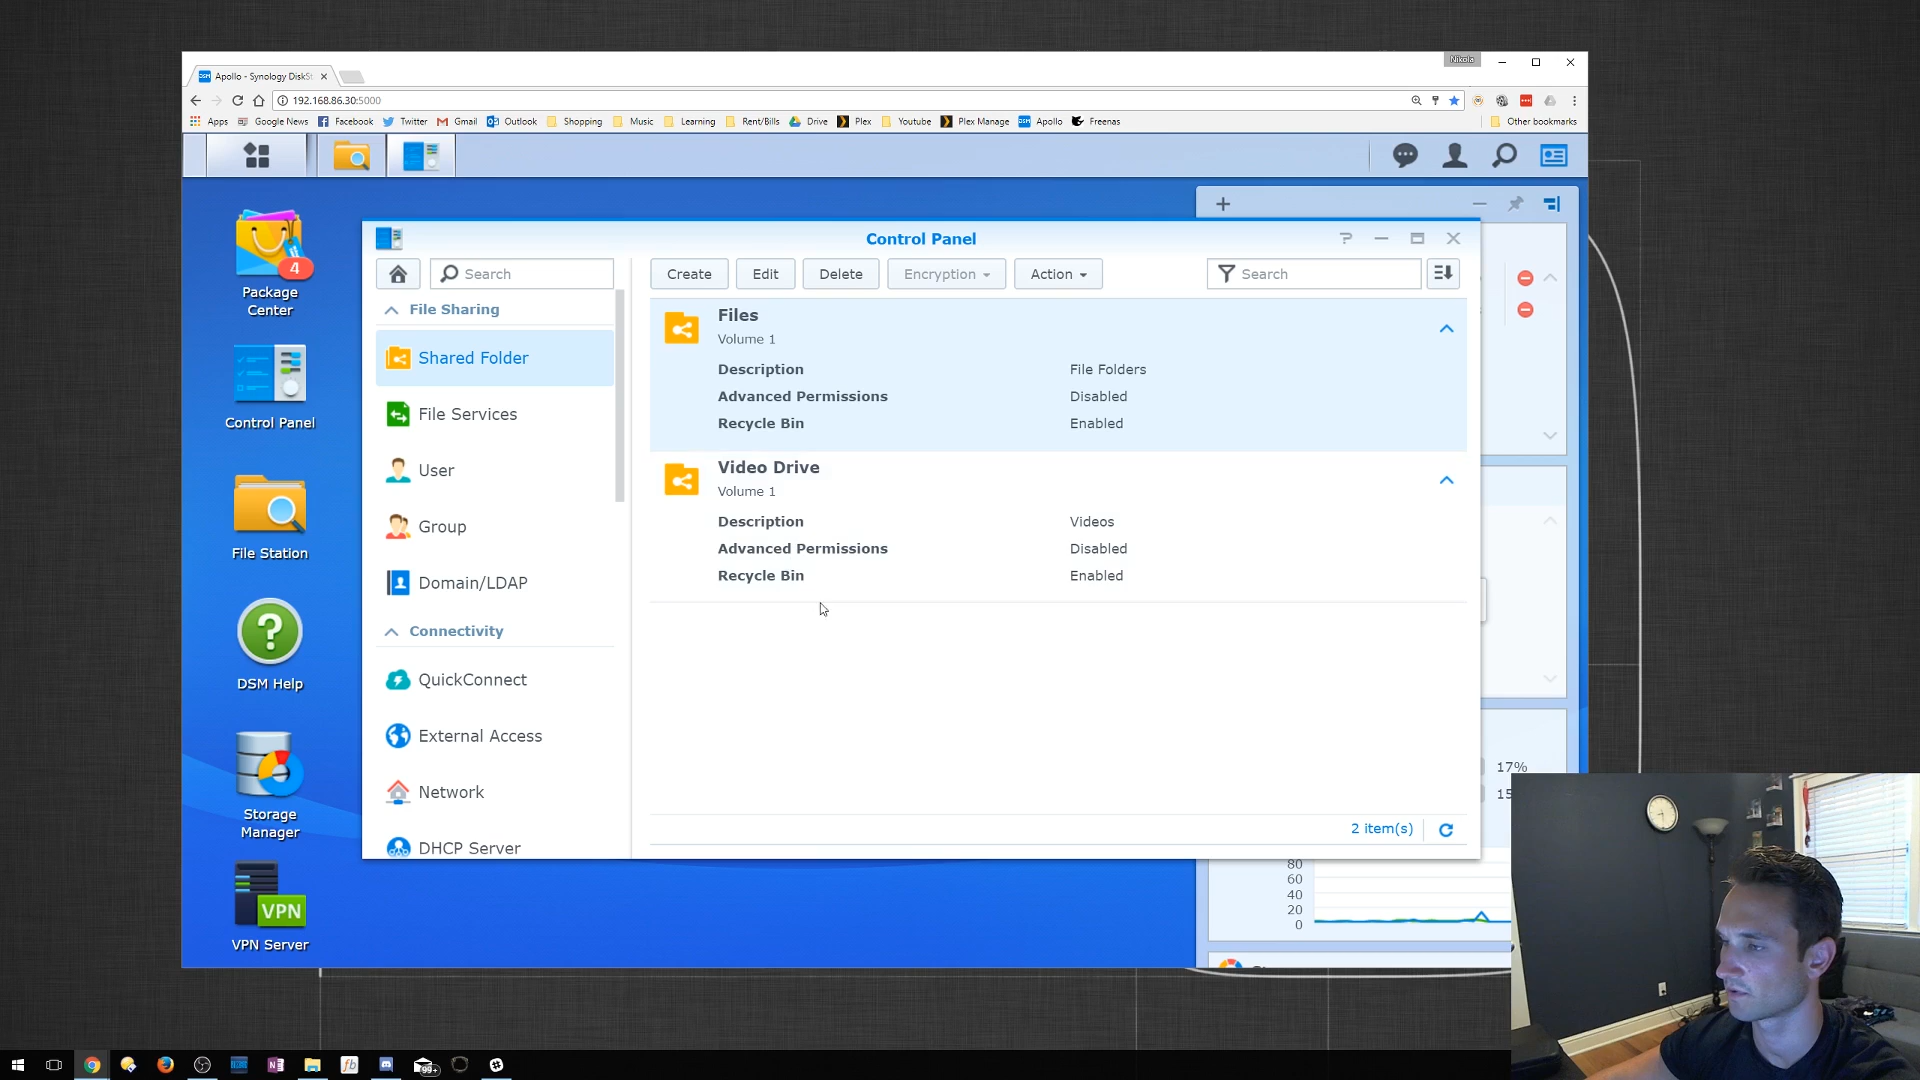 Nikola
Apollo - Synology DiskSt
192.168.86.30:5000
Apps
Google News
Facebook
Twitter
Gmail
Outlook
Shopping
Music
Learning
Rent/Bills
Drive
Plex
Youtube
Plex Manage
Apollo
Freenas
Other bookmarks
4
Package
Center
Control Panel
File Station
DSM Help
Storage
Manager
VPN
VPN Server
Control Panel
Search
File Sharing
Shared Folder
File Services
User
Group
Domain/LDAP
Connectivity
QuickConnect
External Access
Network
DHCP Server
Create
Edit
Delete
Encryption
Action
Search
Files
Volume 1
Description File Folders
Advanced Permissions Disabled
Recycle Bin Enabled
Video Drive
Volume 1
Description Videos
Advanced Permissions Disabled
Recycle Bin Enabled
2 item(s)
17%
80
60
40
20
0
99+